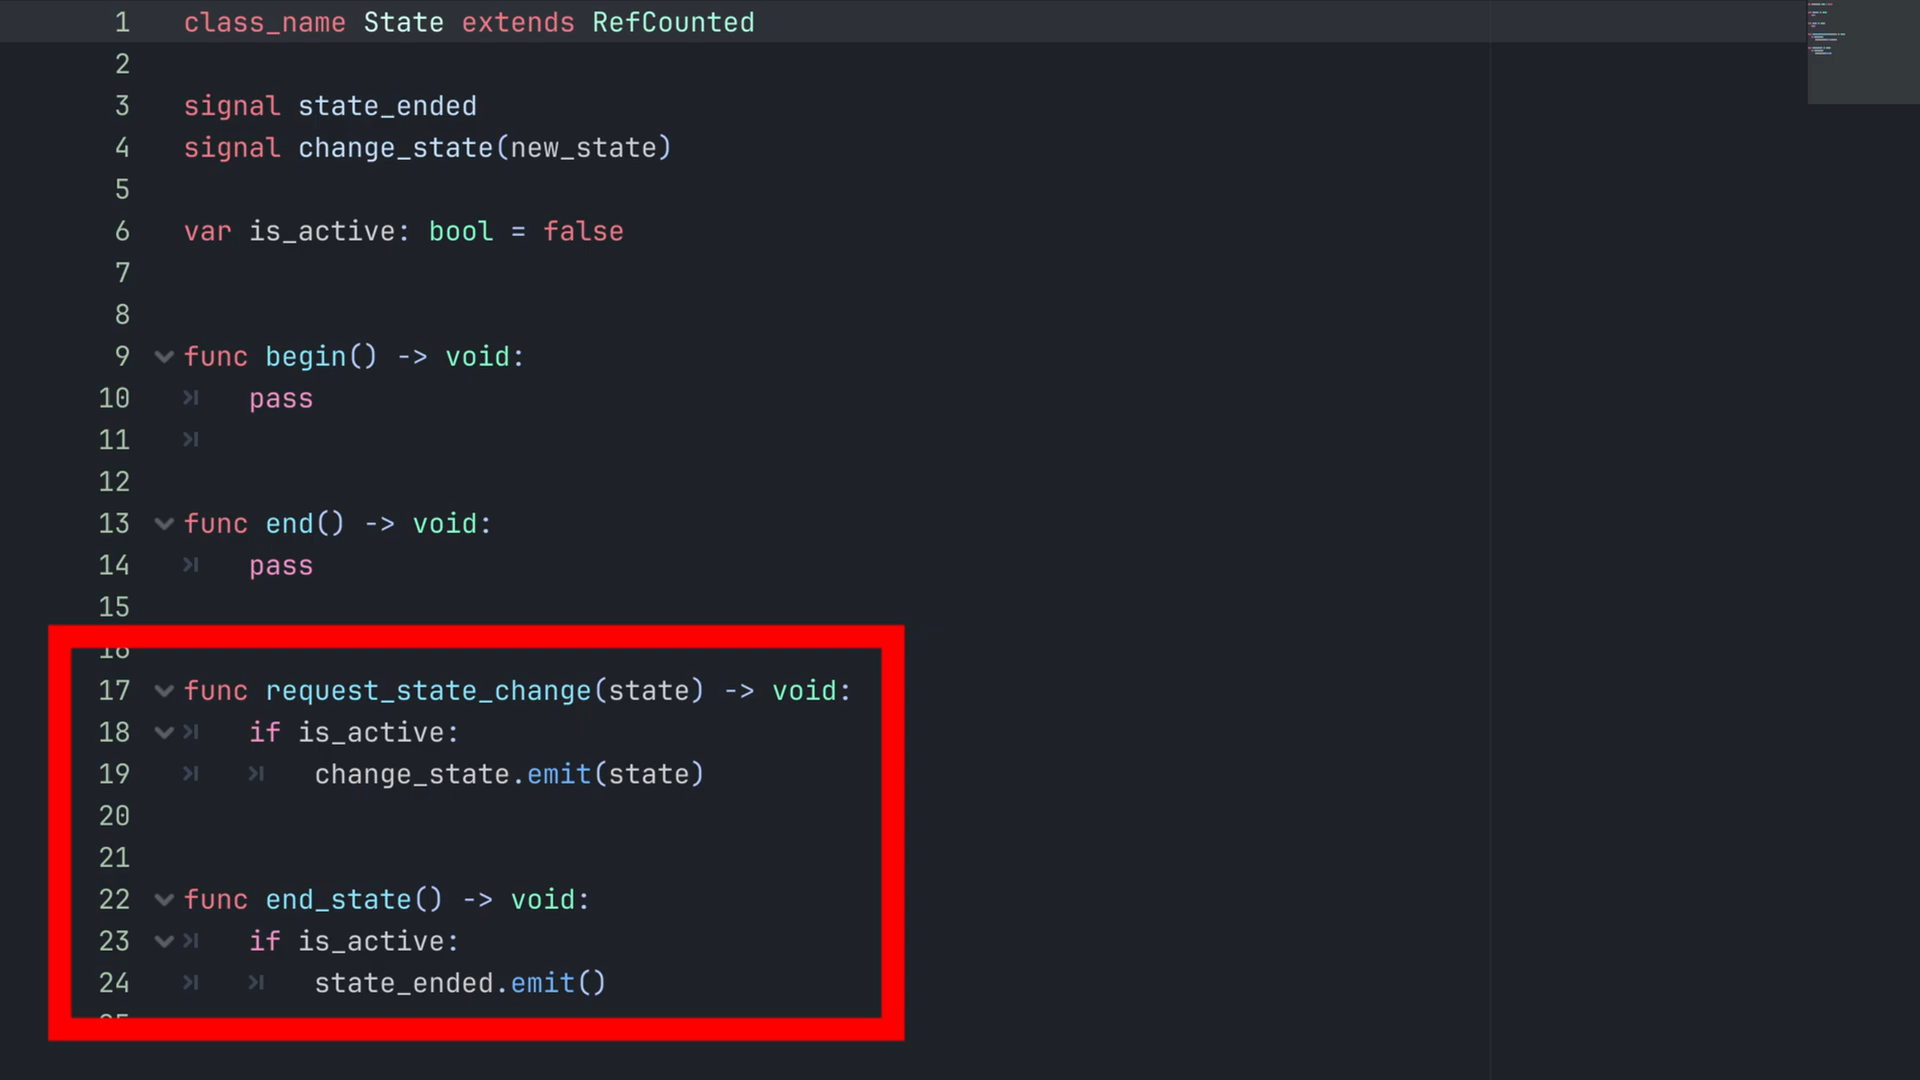 1 class_name State extends RefCounted
2
3 signal state_ended
4 signal change_state(new_state)
5
6 var is_active: bool = false
7
8
9 func begin() -> void:
10 pass
11
12
13 func end() -> void:
14 pass
15
16
17 func request_state_change(state) -> void:
18 if is_active:
19 change_state.emit(state)
20
21
22 func end_state() -> void:
23 if is_active:
24 state_ended.emit()
25